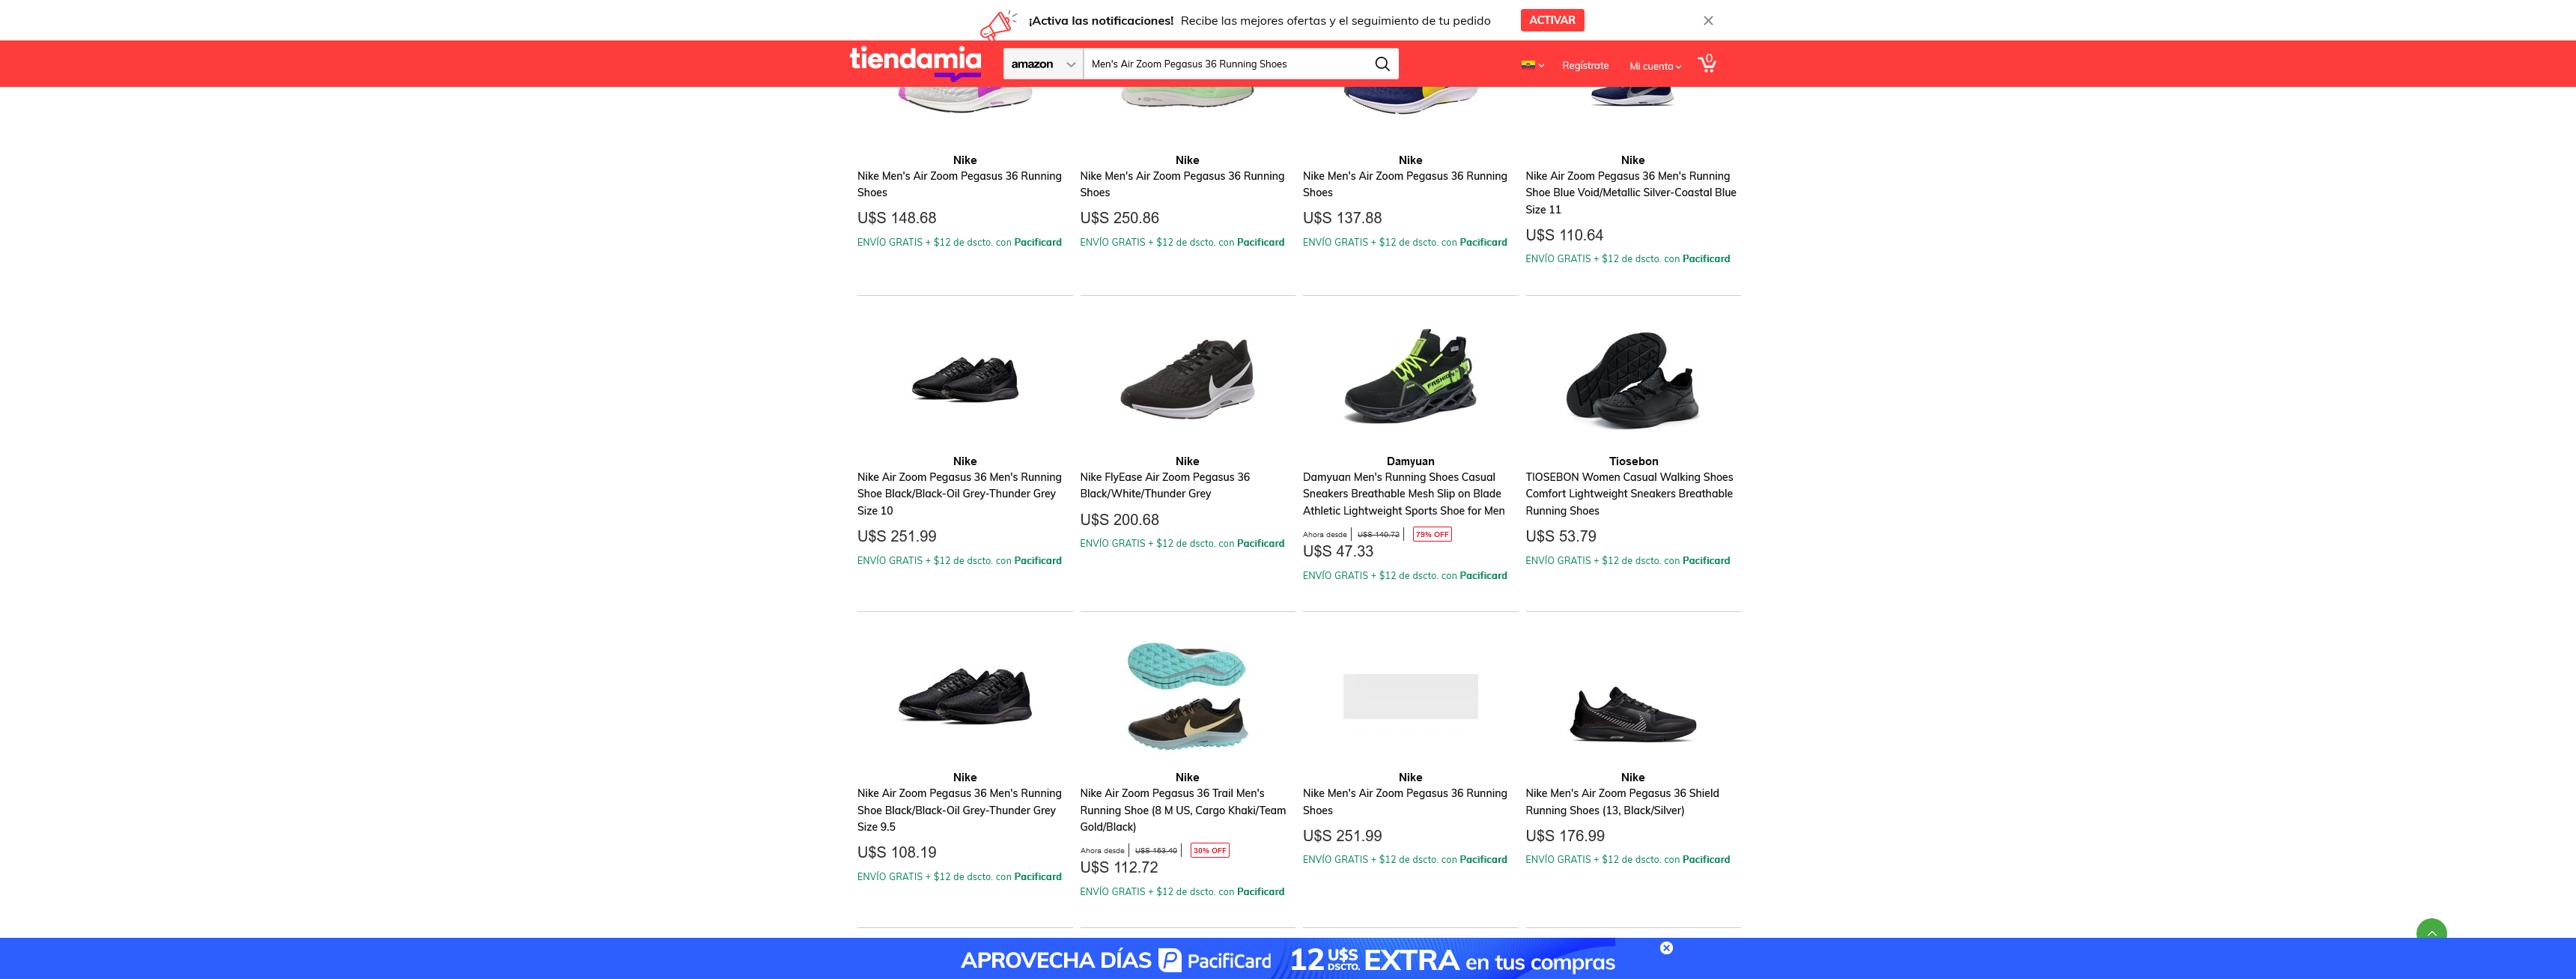 ¡Activa las notificaciones! Recibe las mejores ofertas y el seguimiento de tu pedido ACTIVAR
tiendamia amazon Men's Air Zoom Pegasus 36 Running Shoes Regístrate Mi cuenta 0
Nike
Nike Men's Air Zoom Pegasus 36 Running
Shoes
U$S 148.68
ENVÍO GRATIS + $12 de dscto. con Pacificard
Nike
Nike Men's Air Zoom Pegasus 36 Running
Shoes
U$S 250.86
ENVÍO GRATIS + $12 de dscto. con Pacificard
Nike
Nike Men's Air Zoom Pegasus 36 Running
Shoes
U$S 137.88
ENVÍO GRATIS + $12 de dscto. con Pacificard
Nike
Nike Air Zoom Pegasus 36 Men's Running
Shoe Blue Void/Metallic Silver-Coastal Blue
Size 11
U$S 110.64
ENVÍO GRATIS + $12 de dscto. con Pacificard
Nike
Nike Air Zoom Pegasus 36 Men's Running
Shoe Black/Black-Oil Grey-Thunder Grey
Size 10
U$S 251.99
ENVÍO GRATIS + $12 de dscto. con Pacificard
Nike
Nike FlyEase Air Zoom Pegasus 36
Black/White/Thunder Grey
U$S 200.68
ENVÍO GRATIS + $12 de dscto. con Pacificard
FASHION
Damyuan
Damyuan Men's Running Shoes Casual
Sneakers Breathable Mesh Slip on Blade
Athletic Lightweight Sports Shoe for Men
Ahora desde U$S 140.72 79% OFF
U$S 47.33
ENVÍO GRATIS + $12 de dscto. con Pacificard
Tiosebon
TIOSEBON Women Casual Walking Shoes
Comfort Lightweight Sneakers Breathable
Running Shoes
U$S 53.79
ENVÍO GRATIS + $12 de dscto. con Pacificard
Nike
Nike Air Zoom Pegasus 36 Men's Running
Shoe Black/Black-Oil Grey-Thunder Grey
Size 9.5
U$S 108.19
ENVÍO GRATIS + $12 de dscto. con Pacificard
Nike
Nike Air Zoom Pegasus 36 Trail Men's
Running Shoe (8 M US, Cargo Khaki/Team
Gold/Black)
Ahora desde U$S 163.40 30% OFF
U$S 112.72
ENVÍO GRATIS + $12 de dscto. con Pacificard
Nike
Nike Men's Air Zoom Pegasus 36 Running
Shoes
U$S 251.99
ENVÍO GRATIS + $12 de dscto. con Pacificard
Nike
Nike Men's Air Zoom Pegasus 36 Shield
Running Shoes (13, Black/Silver)
U$S 176.99
ENVÍO GRATIS + $12 de dscto. con Pacificard
APROVECHA DÍAS PacifiCard 12 U$S DSCTO. EXTRA en tus compras